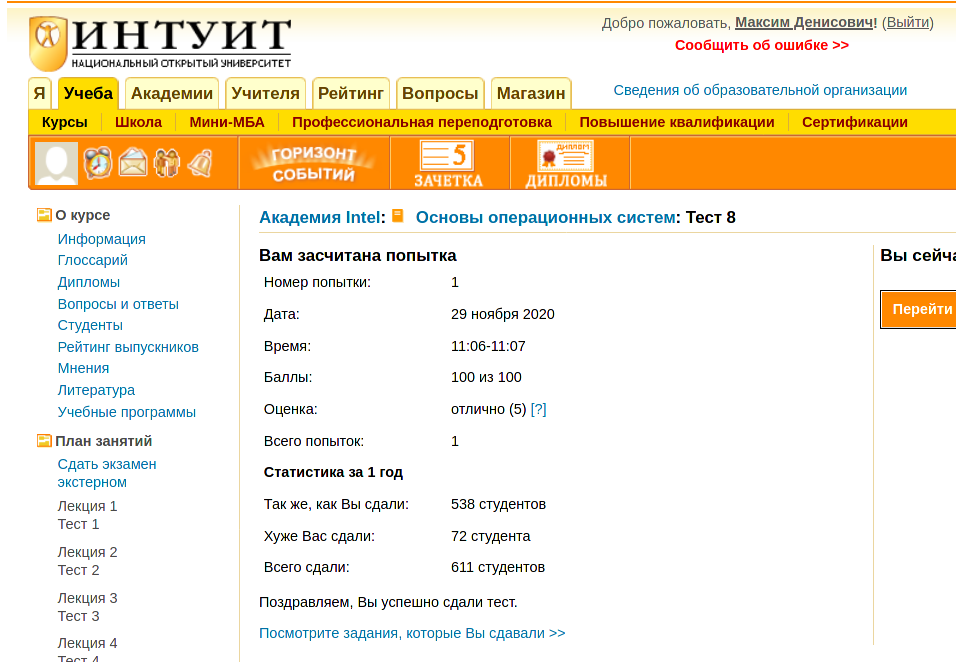 ИНТУИТ
НАЦИОНАЛЬНЫЙ ОТКРЫТЫЙ УНИВЕРСИТЕТ
Добро пожаловать, Максим Денисович! (Выйти)
Сообщить об ошибке >>
Я Учеба Академии Учителя Рейтинг Вопросы Магазин
Сведения об образовательной организации
Курсы Школа Мини-МБА Профессиональная переподготовка Повышение квалификации Сертификации
ГОРИЗОНТ
СОБЫТИЙ
5
ЗАЧЕТКА
ДИПЛОМ
ДИПЛОМЫ
О курсе
Информация
Глоссарий
Дипломы
Вопросы и ответы
Студенты
Рейтинг выпускников
Мнения
Литература
Учебные программы
План занятий
Сдать экзамен
экстерном
Лекция 1
Тест 1
Лекция 2
Тест 2
Лекция 3
Тест 3
Лекция 4
Тест 4
Академия Intel: Основы операционных систем: Тест 8
Вам засчитана попытка
Номер попытки: 1
Дата: 29 ноября 2020
Время: 11:06-11:07
Баллы: 100 из 100
Оценка: отлично (5) [?]
Всего попыток: 1
Статистика за 1 год
Так же, как Вы сдали: 538 студентов
Хуже Вас сдали: 72 студента
Всего сдали: 611 студентов
Поздравляем, Вы успешно сдали тест.
Посмотрите задания, которые Вы сдавали >>
Вы сейча
Перейти